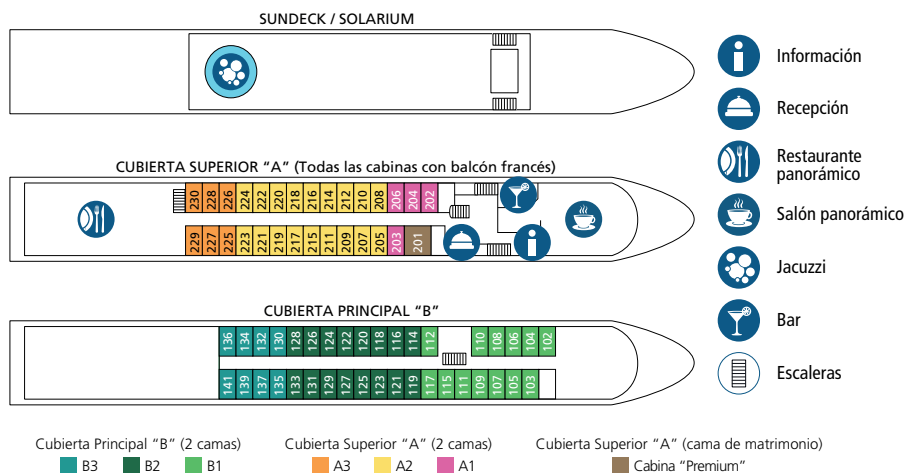 SUNDECK / SOLARIUM
CUBIERTA SUPERIOR "A" (Todas las cabinas con balcón francés)
230 228 226 224 222 220 218 216 214 212 210 208 206 204 202
229 227 225 223 221 219 217 215 211 209 207 205 203 201
CUBIERTA PRINCIPAL "B"
136 134 132 130 128 126 124 122 120 118 116 114 112 110 108 106 104 102
141 139 137 135 133 131 129 127 125 123 121 119 117 115 111 109 107 105 103
Información
Recepción
Restaurante
panorámico
Salón panorámico
Jacuzzi
Bar
Escaleras
Cubierta Principal "B" (2 camas)
B3 B2 B1
Cubierta Superior "A" (2 camas)
A3 A2 A1
Cubierta Superior "A" (cama de matrimonio)
Cabina "Premium"